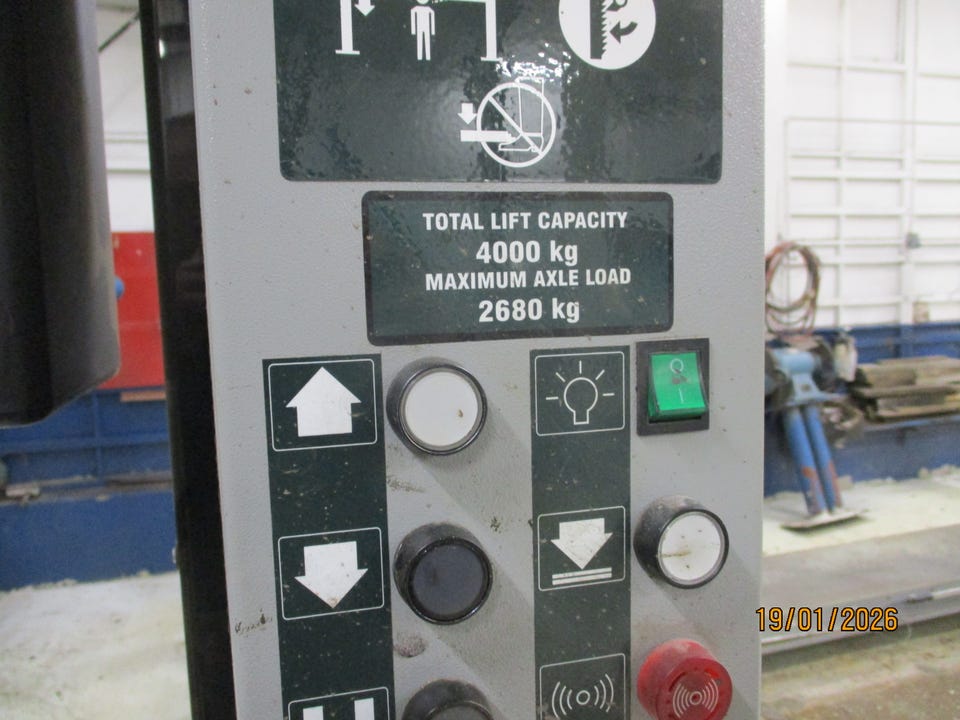 TOTAL LIFT CAPACITY
4000 kg
MAXIMUM AXLE LOAD
2680 kg
19/01/2026